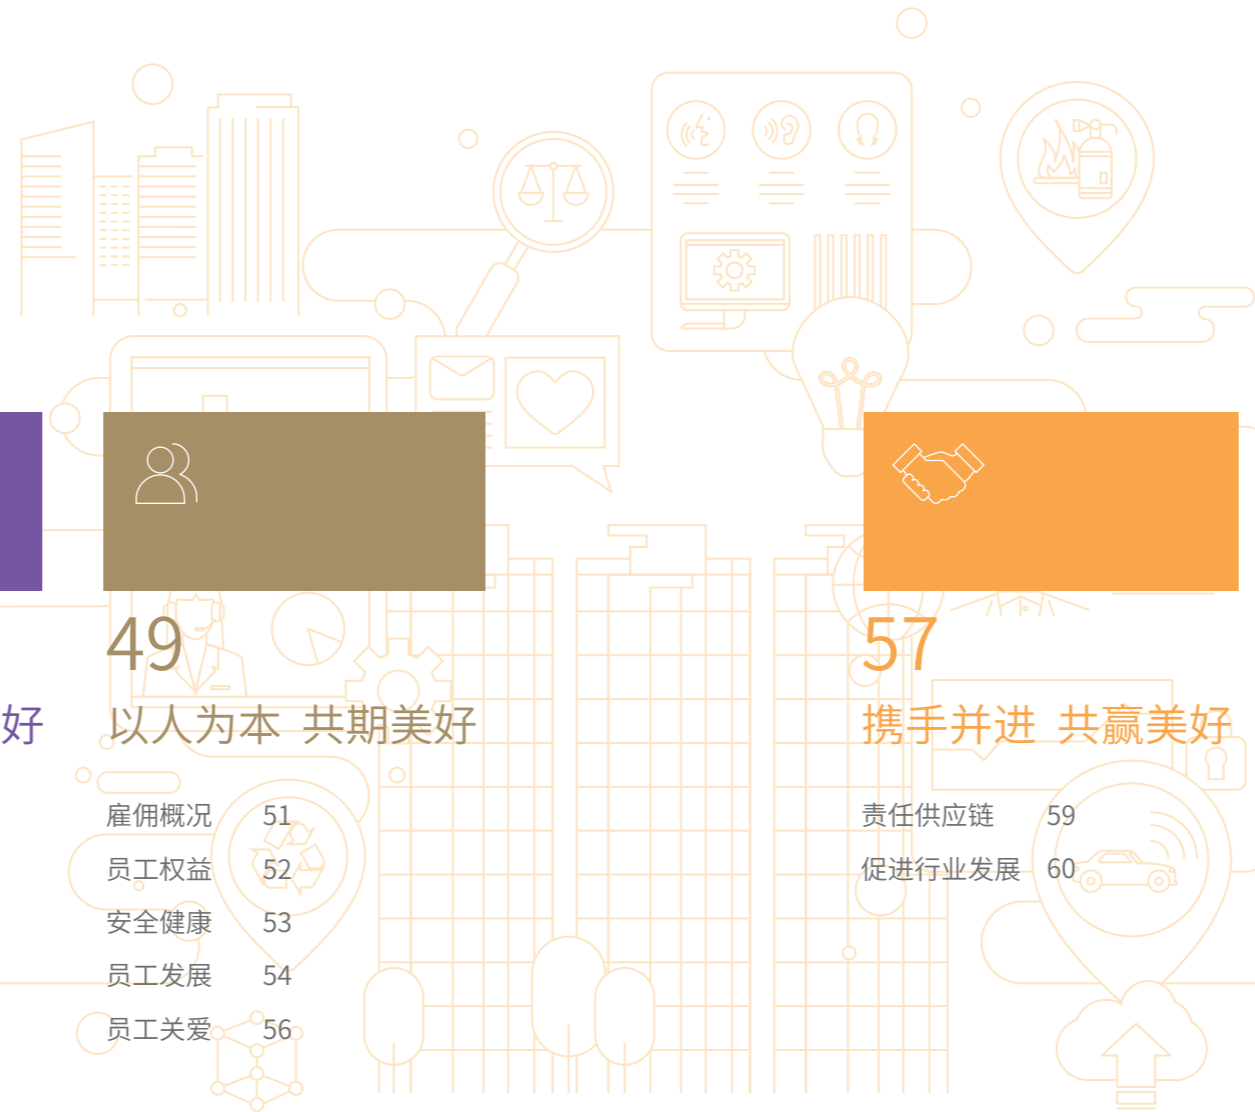 好
49
以人为本 共期美好
雇佣概况 51
员工权益 52
安全健康 53
员工发展 54
员工关爱 56
57
携手并进 共赢美好
责任供应链 59
促进行业发展 60